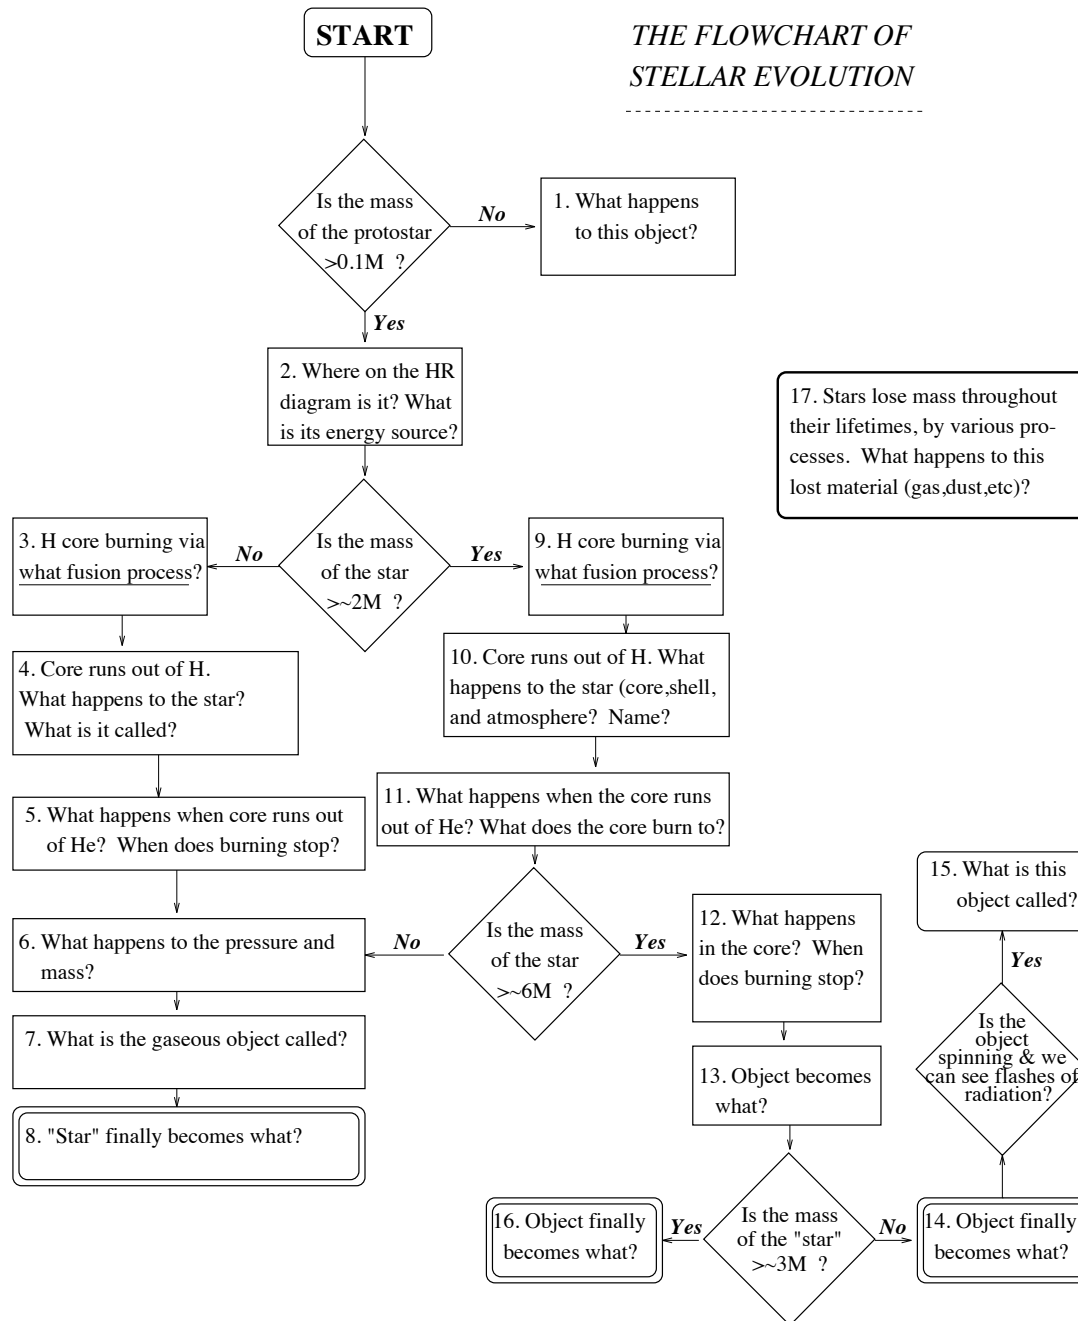 START
THE FLOWCHART OF
STELLAR EVOLUTION
Is the mass
of the protostar
>0.1M ?
No
1. What happens
to this object?
Yes
2. Where on the HR
diagram is it? What
is its energy source?
17. Stars lose mass throughout
their lifetimes, by various pro-
cesses. What happens to this
lost material (gas,dust,etc)?
3. H core burning via
what fusion process?
No
Is the mass
of the star
>~2M ?
Yes
9. H core burning via
what fusion process?
4. Core runs out of H.
What happens to the star?
What is it called?
10. Core runs out of H. What
happens to the star (core,shell,
and atmosphere? Name?
5. What happens when core runs out
of He? When does burning stop?
11. What happens when the core runs
out of He? What does the core burn to?
6. What happens to the pressure and
mass?
No
Is the mass
of the star
>~6M ?
Yes
12. What happens
in the core? When
does burning stop?
15. What is this
object called?
Yes
7. What is the gaseous object called?
13. Object becomes
what?
Is the
object
spinning & we
can see flashes of
radiation?
8. "Star" finally becomes what?
16. Object finally
becomes what?
Yes
Is the mass
of the "star"
>~3M ?
No
14. Object finally
becomes what?